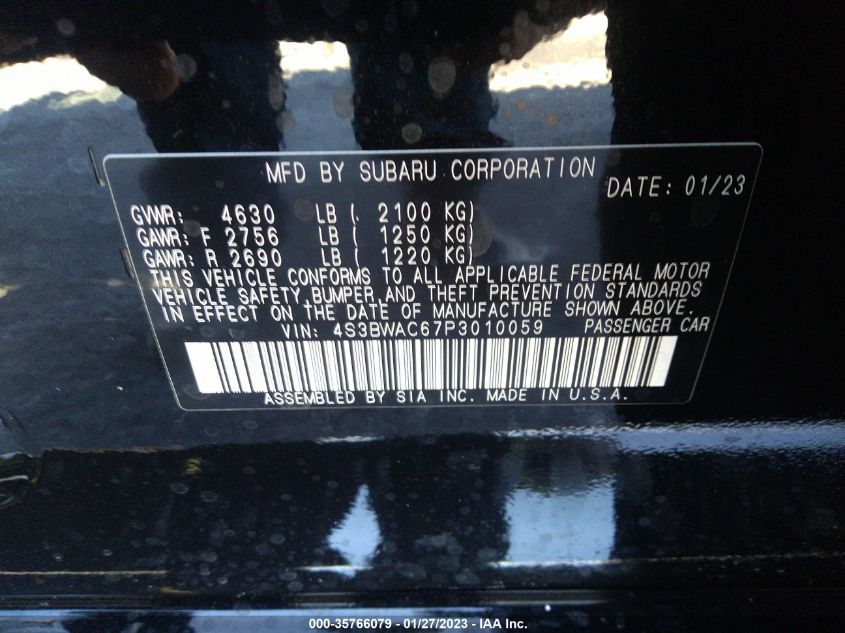 MFD BY SUBARU CORPORATION
DATE: 01/23
GVWR: 4630 LB ( 2100 KG)
GAWR: F 2756 LB ( 1250 KG)
GAWR: R 2690 LB ( 1220 KG)
THIS VEHICLE CONFORMS TO ALL APPLICABLE FEDERAL MOTOR
VEHICLE SAFETY, BUMPER, AND THEFT PREVENTION STANDARDS
IN EFFECT ON THE DATE OF MANUFACTURE SHOWN ABOVE.
VIN: 4S3BWAC67P3010059 PASSENGER CAR
ASSEMBLED BY SIA INC. MADE IN U.S.A.
000-35766079 - 01/27/2023 - IAA Inc.